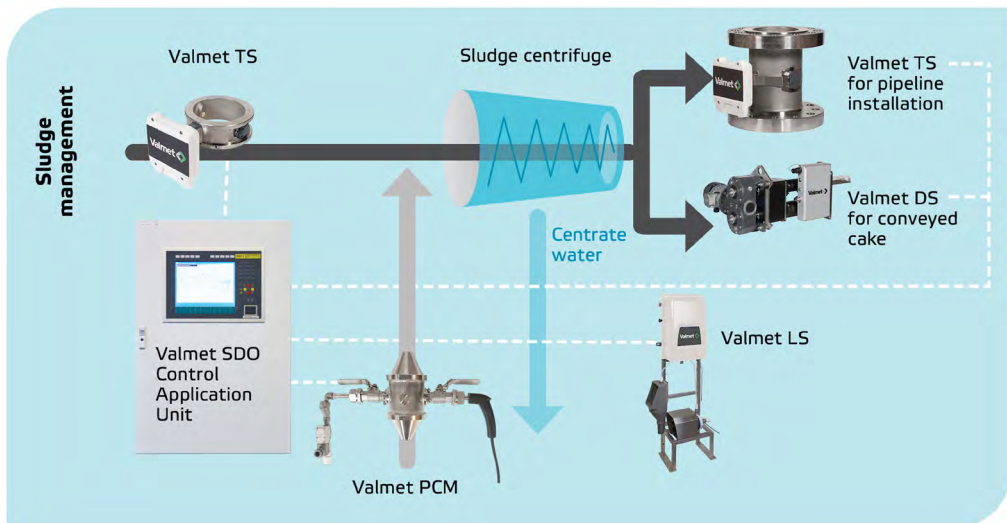 Sludge
management
Valmet TS
Valmet
Sludge centrifuge
Valmet
Valmet TS
for pipeline
installation
Valmet
Valmet DS
for conveyed
cake
Centrate
water
Valmet SDO
Control
Application
Unit
Valmet
Valmet LS
Valmet PCM